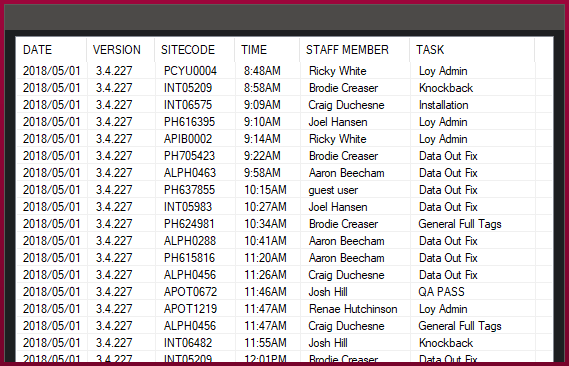 DATE VERSION SITECODE TIME STAFF MEMBER TASK
2018/05/01 3.4.227 PCYU0004 8:48AM Ricky White Loy Admin
2018/05/01 3.4.227 INT05209 8:58AM Brodie Creaser Knockback
2018/05/01 3.4.227 INT06575 9:09AM Craig Duchesne Installation
2018/05/01 3.4.227 PH616395 9:10AM Joel Hansen Loy Admin
2018/05/01 3.4.227 APIB0002 9:14AM Ricky White Loy Admin
2018/05/01 3.4.227 PH705423 9:22AM Brodie Creaser Data Out Fix
2018/05/01 3.4.227 ALPH0463 9:58AM Aaron Beecham Data Out Fix
2018/05/01 3.4.227 PH637855 10:15AM guest user Data Out Fix
2018/05/01 3.4.227 INT05983 10:27AM Joel Hansen Data Out Fix
2018/05/01 3.4.227 PH624981 10:34AM Brodie Creaser General Full Tags
2018/05/01 3.4.227 ALPH0288 10:41AM Aaron Beecham Data Out Fix
2018/05/01 3.4.227 PH615816 11:20AM Aaron Beecham Data Out Fix
2018/05/01 3.4.227 ALPH0456 11:26AM Craig Duchesne Data Out Fix
2018/05/01 3.4.227 APOT0672 11:46AM Josh Hill QA PASS
2018/05/01 3.4.227 APOT1219 11:47AM Renae Hutchinson Loy Admin
2018/05/01 3.4.227 ALPH0456 11:47AM Craig Duchesne General Full Tags
2018/05/01 3.4.227 INT06482 11:55AM Josh Hill Knockback
2018/05/01 3.4.227 INT05209 12:01PM Brodie Creaser Data Out Fix